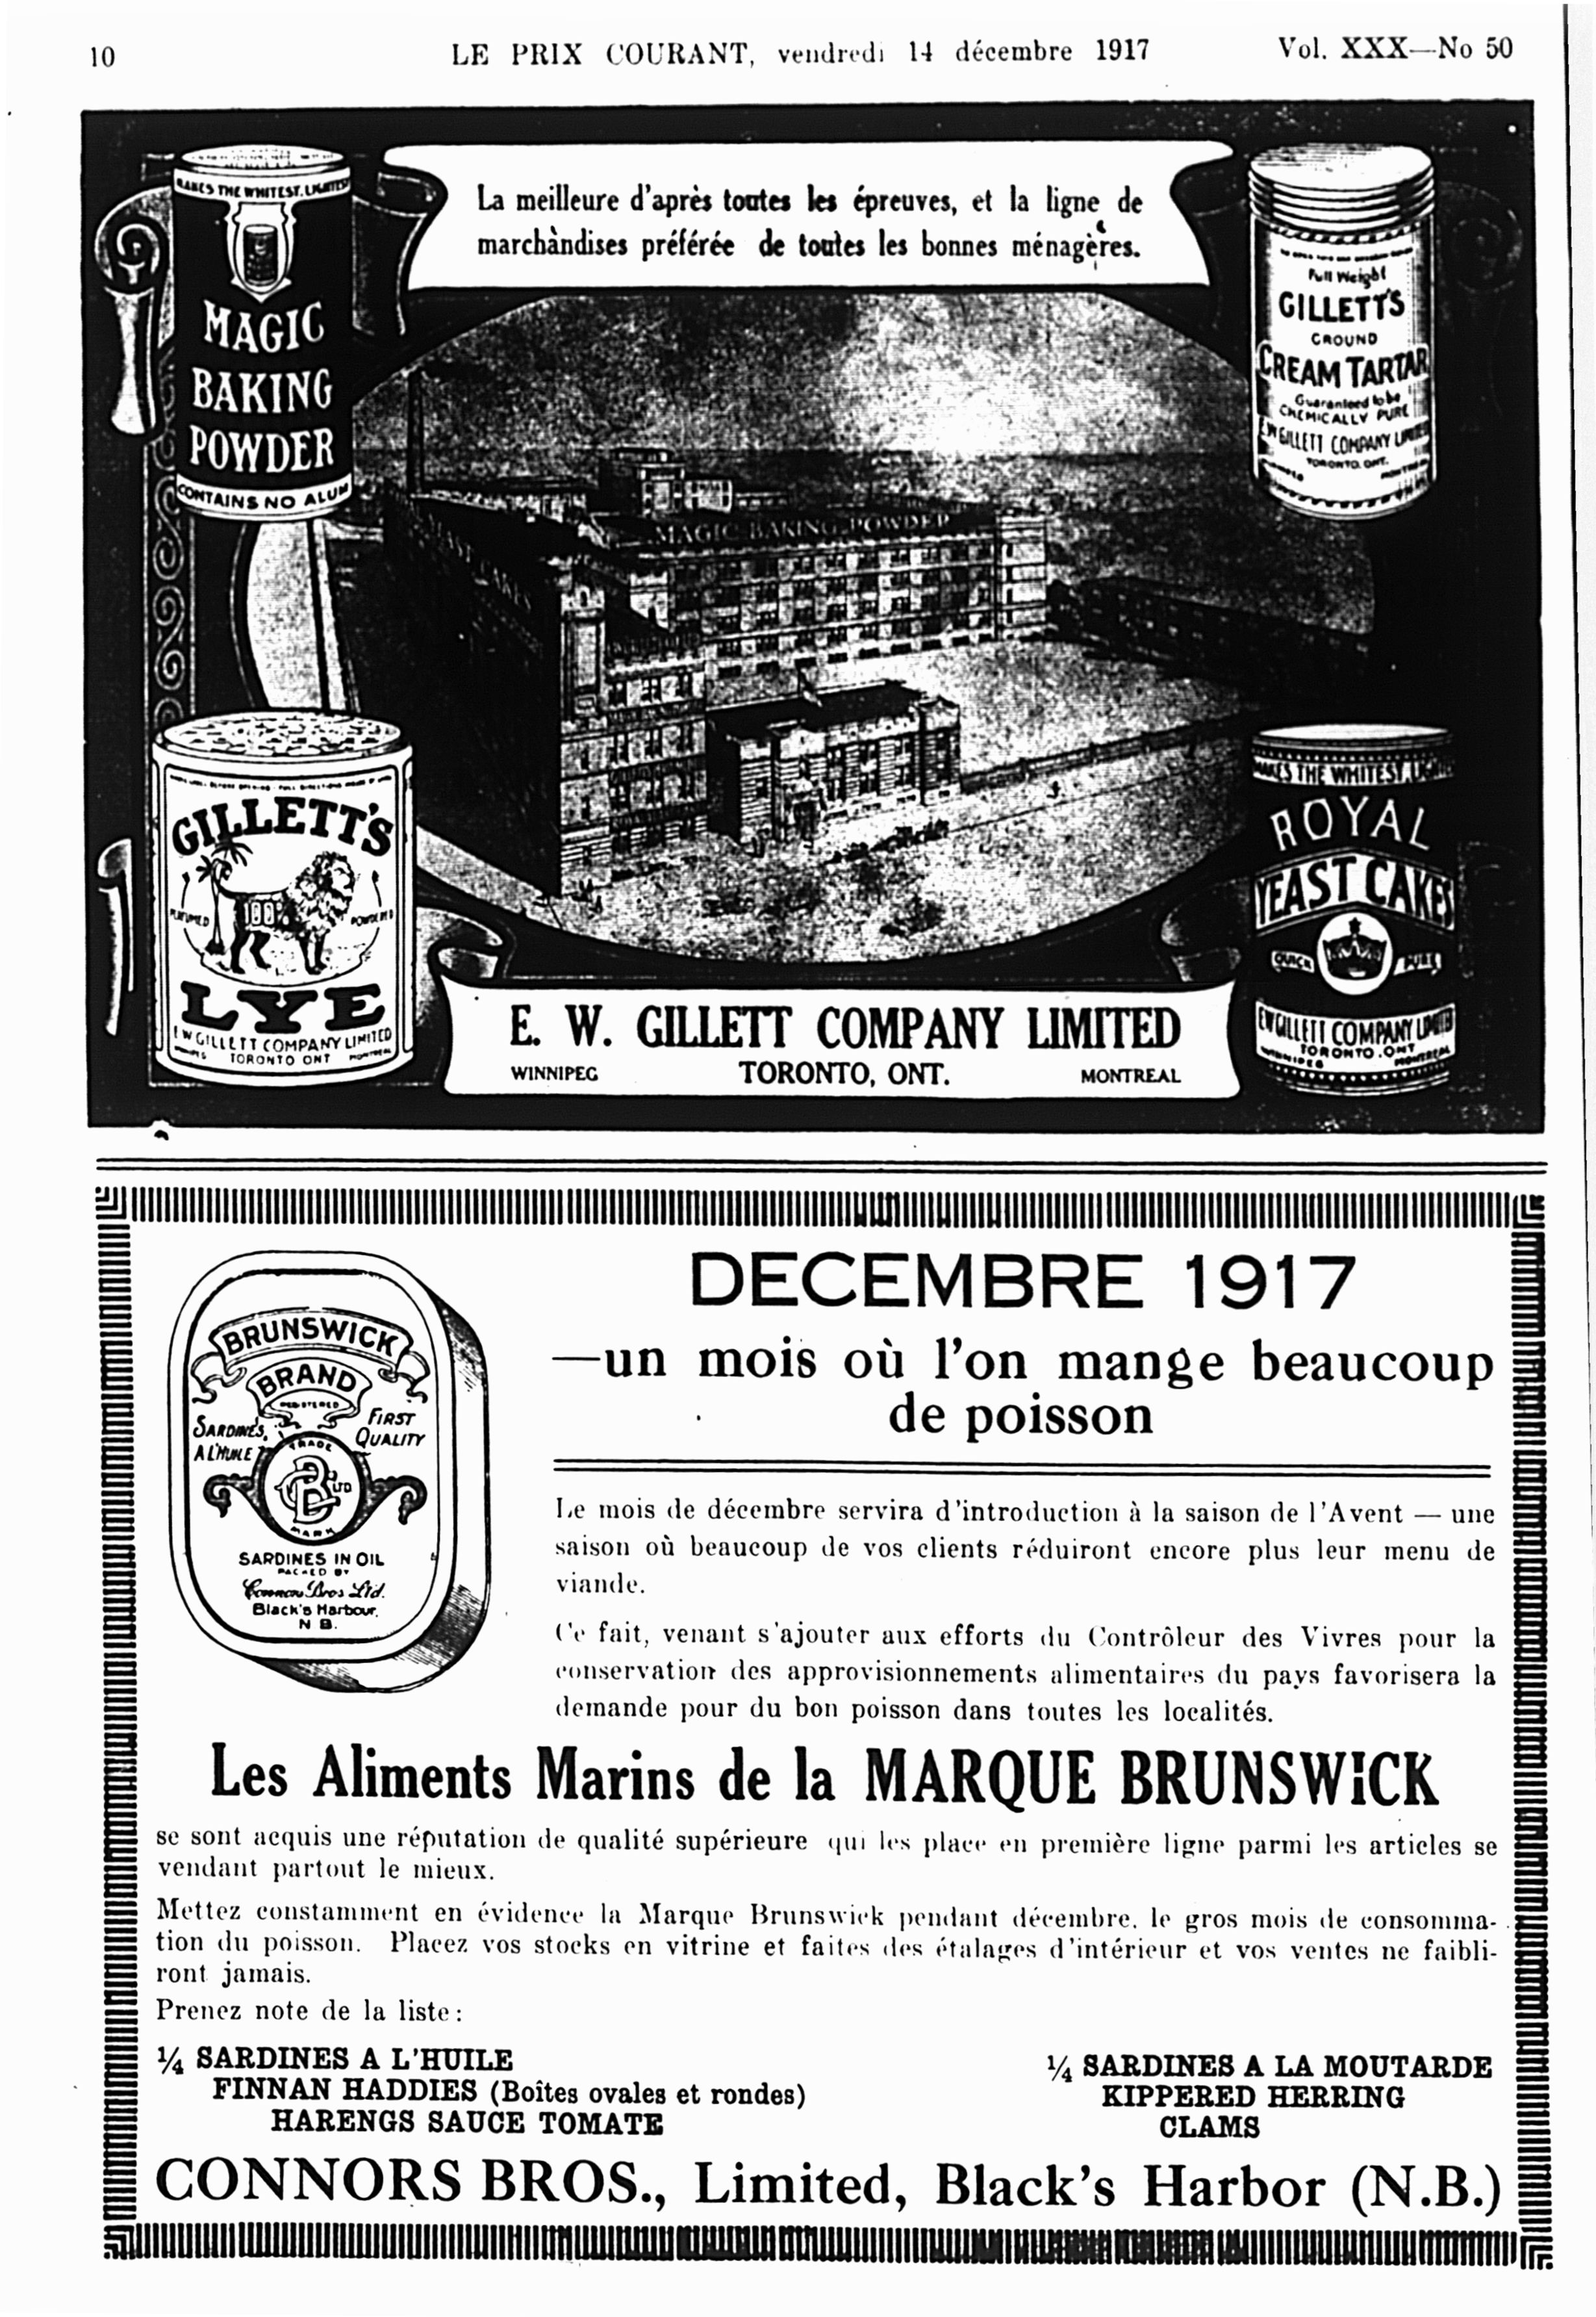 10
LE PRIX COURANT, vendredi 14 décembre 1917
Vol. XXX—No 50
MAKES THE WHITEST, LIGHTEST
MAGIC
BAKING
POWDER
CONTAINS NO ALUM
La meilleure d'après toutes les épreuves, et la ligne de
marchàndises préférée de toutes les bonnes ménagères.
Full Weight
GILLETT'S
GROUND
CREAM TARTAR
Guaranteed to be
CHEMICALLY PURE
E W GILLETT COMPANY LIMITED
TORONTO, ONT.
MAGIC BAKING POWDER
YEAST CAKES
GILLETT'S
PERFUMED
100%
POWDERED
LYE
E W GILLETT COMPANY LIMITED
TORONTO ONT MONTREAL
MAKES THE WHITEST, LIGHTEST
ROYAL
YEAST CAKES
QUICK PURE
E W GILLETT COMPANY LIMITED
TORONTO . ONT
WINNIPEG MONTREAL
E. W. GILLETT COMPANY LIMITED
WINNIPEG TORONTO, ONT. MONTREAL
BRUNSWICK
BRAND
REGISTERED
SARDINES, FIRST
A L'HUILE QUALITY
TRADE
CB LTD
MARK
SARDINES IN OIL
PACKED BY
Connors Bros Ltd.
Black's Harbour,
N B.
DECEMBRE 1917
—un mois où l'on mange beaucoup
de poisson
Le mois de décembre servira d'introduction à la saison de l'Avent — une
saison où beaucoup de vos clients réduiront encore plus leur menu de
viande.
Ce fait, venant s'ajouter aux efforts du Contrôleur des Vivres pour la
conservation des approvisionnements alimentaires du pays favorisera la
demande pour du bon poisson dans toutes les localités.
Les Aliments Marins de la MARQUE BRUNSWICK
se sont acquis une réputation de qualité supérieure qui les place en première ligne parmi les articles se
vendant partout le mieux.
Mettez constamment en évidence la Marque Brunswick pendant décembre, le gros mois de consomma-
tion du poisson. Placez vos stocks en vitrine et faites des étalages d'intérieur et vos ventes ne faibli-
ront jamais.
Prenez note de la liste :
¼ SARDINES A L'HUILE
FINNAN HADDIES (Boîtes ovales et rondes)
HARENGS SAUCE TOMATE
¼ SARDINES A LA MOUTARDE
KIPPERED HERRING
CLAMS
CONNORS BROS., Limited, Black's Harbor (N.B.)